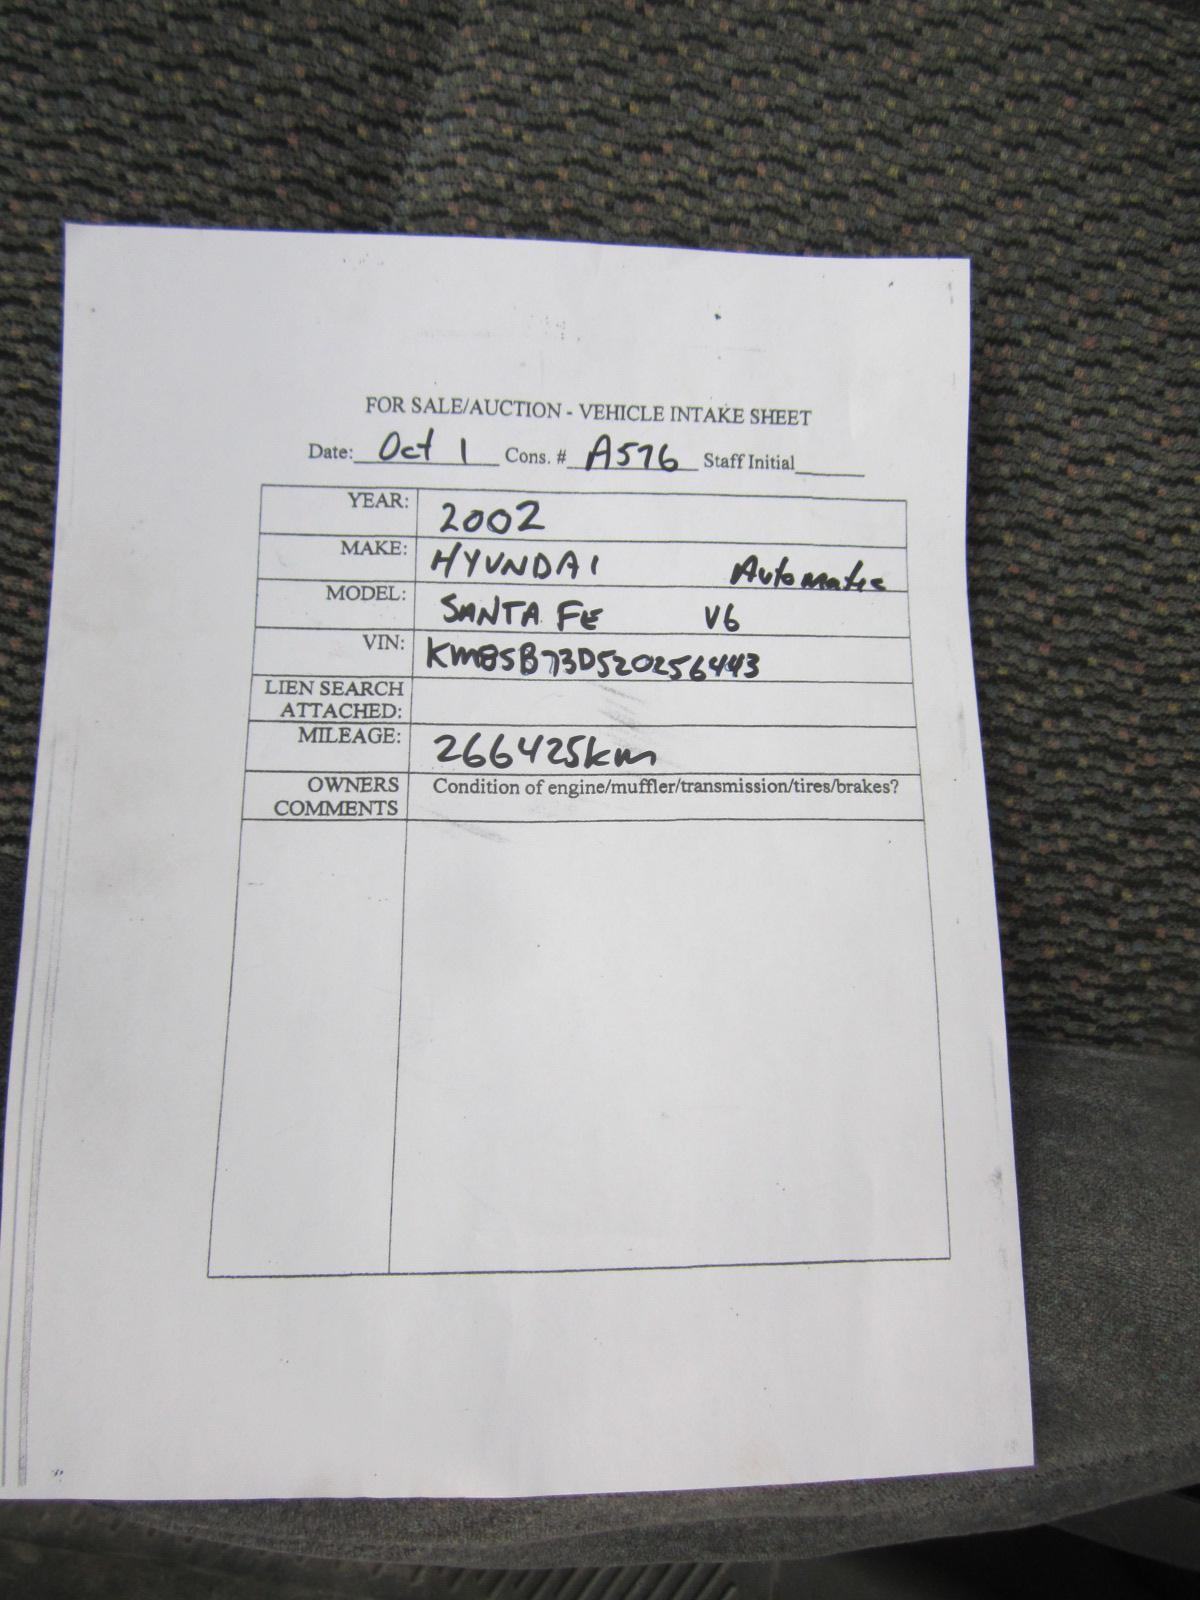 FOR SALE/AUCTION - VEHICLE INTAKE SHEET
Date: Oct 1 Cons. # A576 Staff Initial
YEAR: 2002
MAKE: HYUNDAI Automatic
MODEL: SANTA FE V6
VIN: KM8SB73D520256443
LIEN SEARCH
ATTACHED:
MILEAGE: 266425km
OWNERS Condition of engine/muffler/transmission/tires/brakes?
COMMENTS